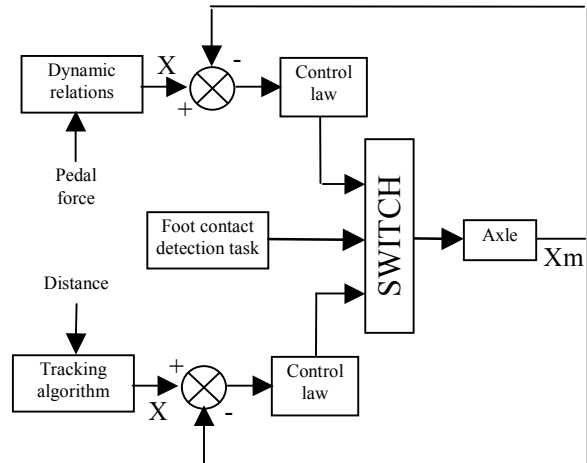 X
-
Dynamic
relations
+
Control
law
Pedal
force
Foot contact
detection task
SWITCH
Axle
Xm
Distance
Tracking
algorithm
+
X
-
Control
law